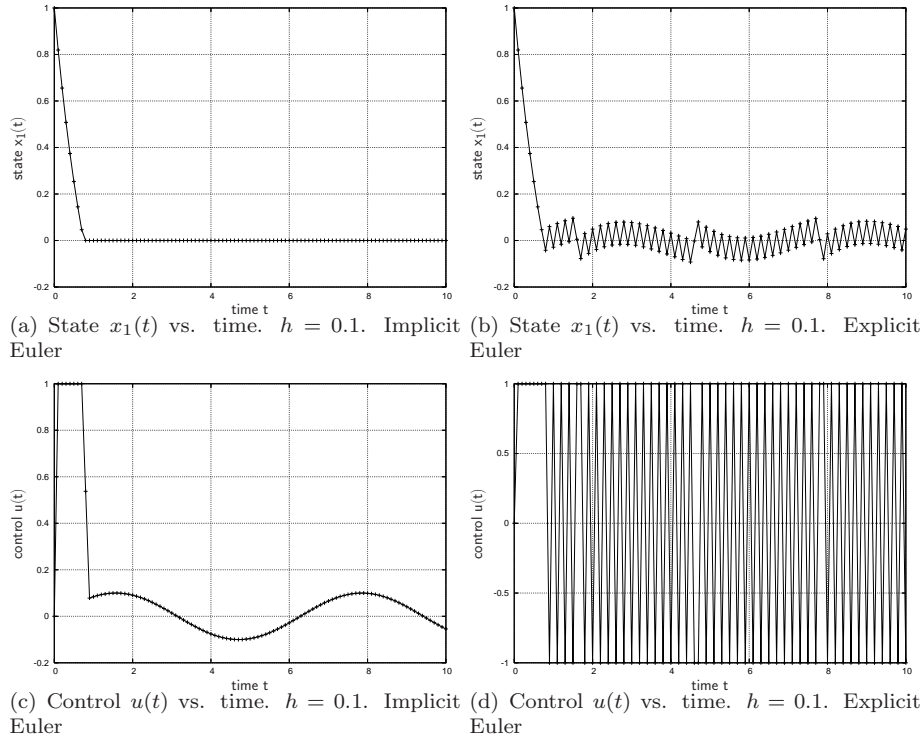 1
0.8
0.6
0.4
0.2
0
-0.2
0 2 4 6 8 10
state x₁(t)
time t
(a) State x₁(t) vs. time. h = 0.1. Implicit
Euler
1
0.8
0.6
0.4
0.2
0
-0.2
0 2 4 6 8 10
state x₁(t)
time t
(b) State x₁(t) vs. time. h = 0.1. Explicit
Euler
1
0.8
0.6
0.4
0.2
0
-0.2
0 2 4 6 8 10
control u(t)
time t
(c) Control u(t) vs. time. h = 0.1. Implicit
Euler
1
0.5
0
-0.5
-1
0 2 4 6 8 10
control u(t)
time t
(d) Control u(t) vs. time. h = 0.1. Explicit
Euler